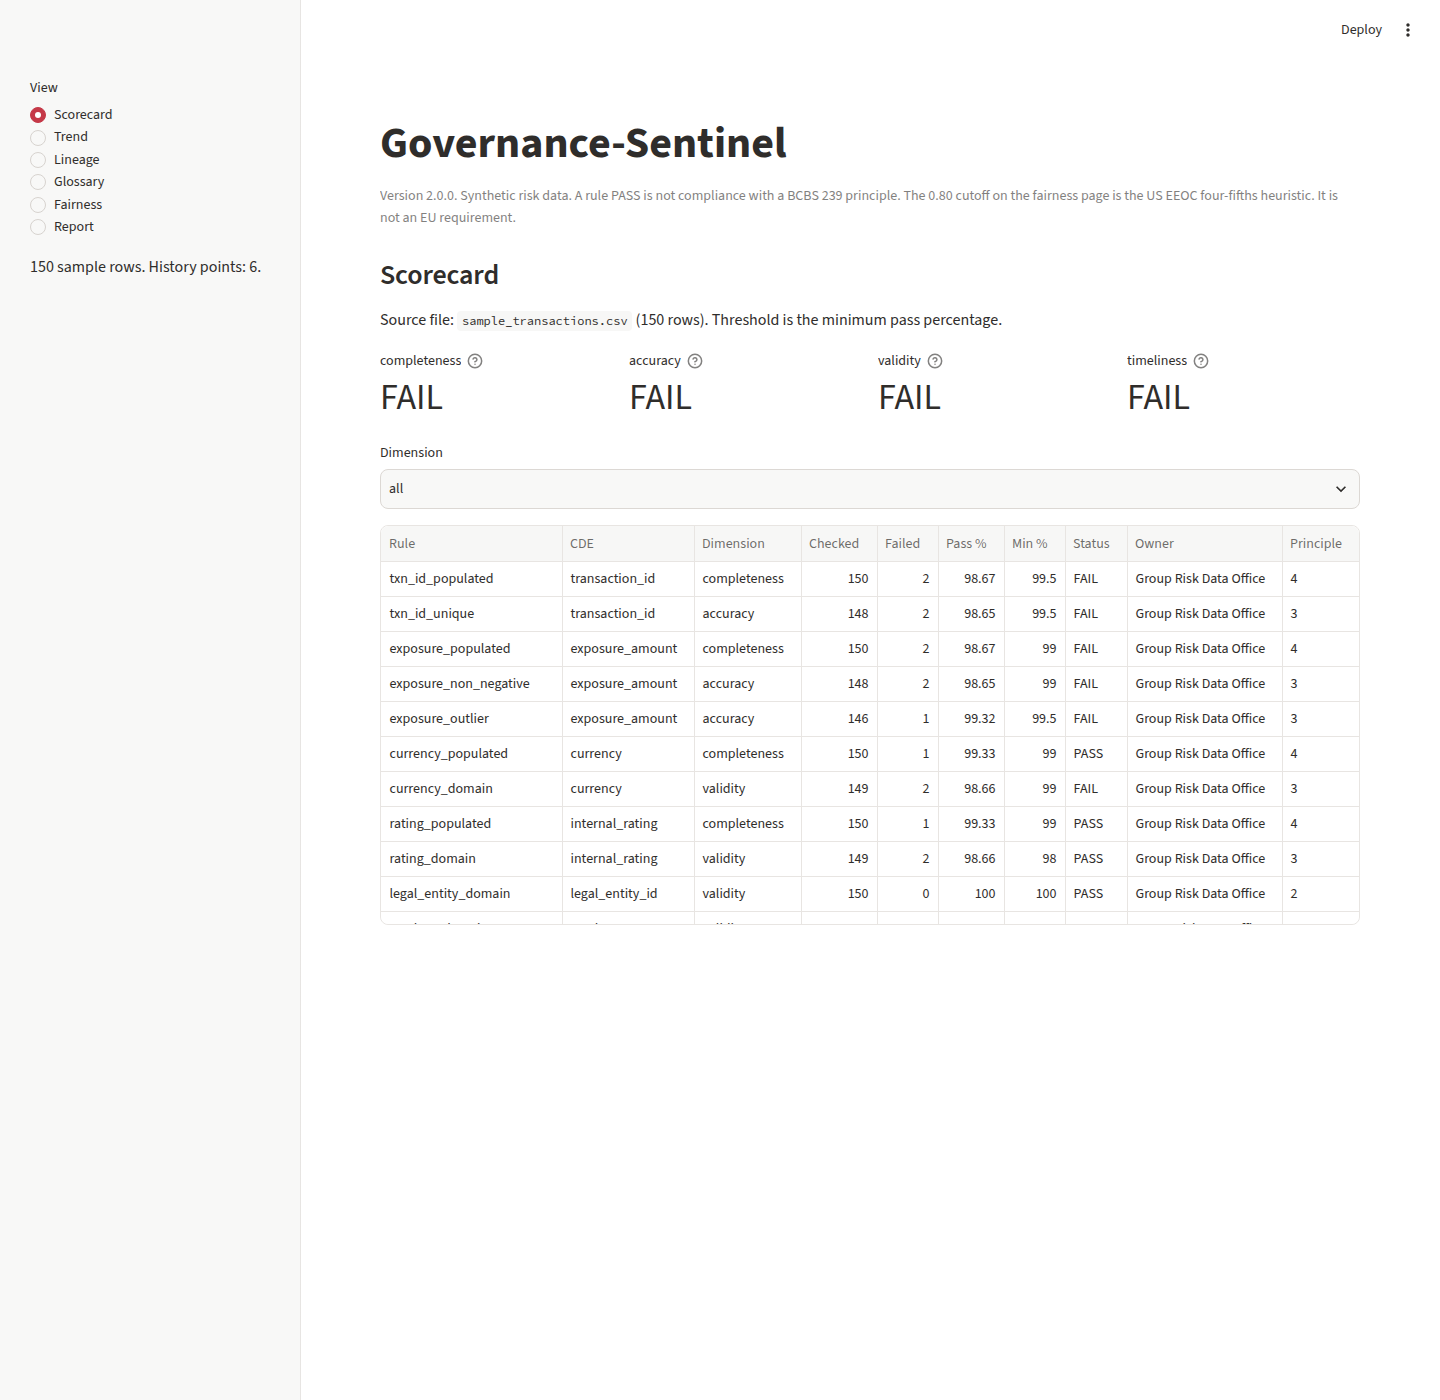 Deploy
View
Scorecard
Trend
Lineage
Glossary
Fairness
Report
150 sample rows. History points: 6.
Governance-Sentinel
Version 2.0.0. Synthetic risk data. A rule PASS is not compliance with a BCBS 239 principle. The 0.80 cutoff on the fairness page is the US EEOC four-fifths heuristic. It is
not an EU requirement.
Scorecard
Source file: sample_transactions.csv (150 rows). Threshold is the minimum pass percentage.
completeness accuracy validity timeliness
FAIL FAIL FAIL FAIL
Dimension
all
Rule CDE Dimension Checked Failed Pass % Min % Status Owner Principle
txn_id_populated transaction_id completeness 150 2 98.67 99.5 FAIL Group Risk Data Office 4
txn_id_unique transaction_id accuracy 148 2 98.65 99.5 FAIL Group Risk Data Office 3
exposure_populated exposure_amount completeness 150 2 98.67 99 FAIL Group Risk Data Office 4
exposure_non_negative exposure_amount accuracy 148 2 98.65 99 FAIL Group Risk Data Office 3
exposure_outlier exposure_amount accuracy 146 1 99.32 99.5 FAIL Group Risk Data Office 3
currency_populated currency completeness 150 1 99.33 99 PASS Group Risk Data Office 4
currency_domain currency validity 149 2 98.66 99 FAIL Group Risk Data Office 3
rating_populated internal_rating completeness 150 1 99.33 99 PASS Group Risk Data Office 4
rating_domain internal_rating validity 149 2 98.66 98 PASS Group Risk Data Office 3
legal_entity_domain legal_entity_id validity 150 0 100 100 PASS Group Risk Data Office 2